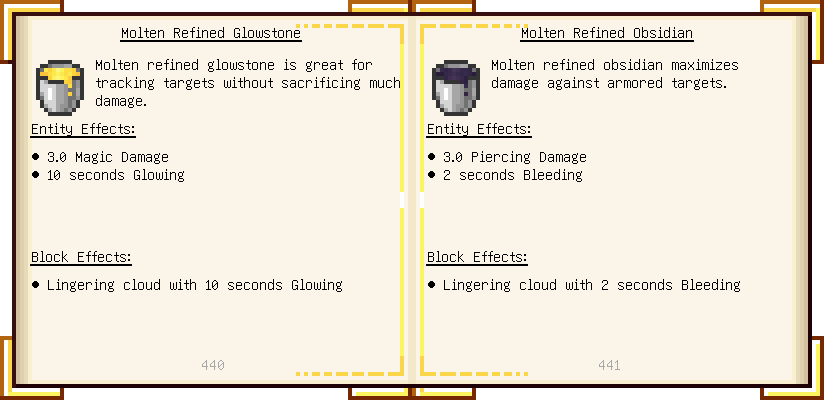 Molten Refined Glowstone
Molten refined glowstone is great for
tracking targets without sacrificing much
damage.
Entity Effects:
● 3.0 Magic Damage
● 10 seconds Glowing
Block Effects:
● Lingering cloud with 10 seconds Glowing
440
Molten Refined Obsidian
Molten refined obsidian maximizes
damage against armored targets.
Entity Effects:
● 3.0 Piercing Damage
● 2 seconds Bleeding
Block Effects:
● Lingering cloud with 2 seconds Bleeding
441